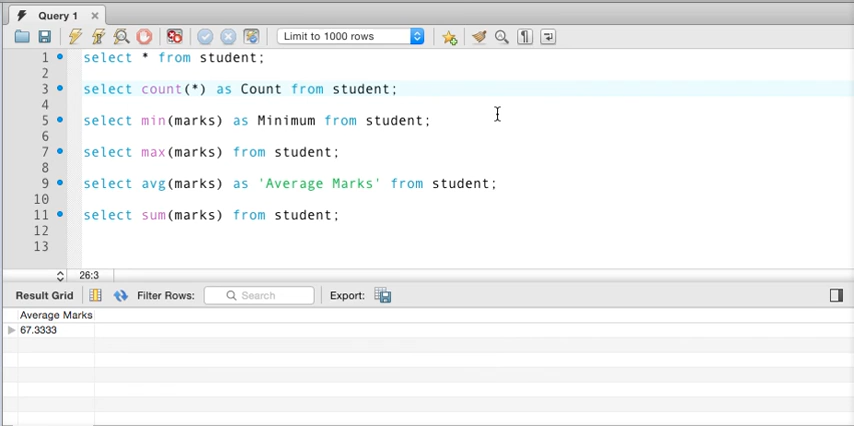 Query 1
Limit to 1000 rows
1 select * from student;
2
3 select count(*) as Count from student;
4
5 select min(marks) as Minimum from student;
6
7 select max(marks) from student;
8
9 select avg(marks) as 'Average Marks' from student;
10
11 select sum(marks) from student;
12
13
26:3
Result Grid Filter Rows: Search Export:
Average Marks
67.3333